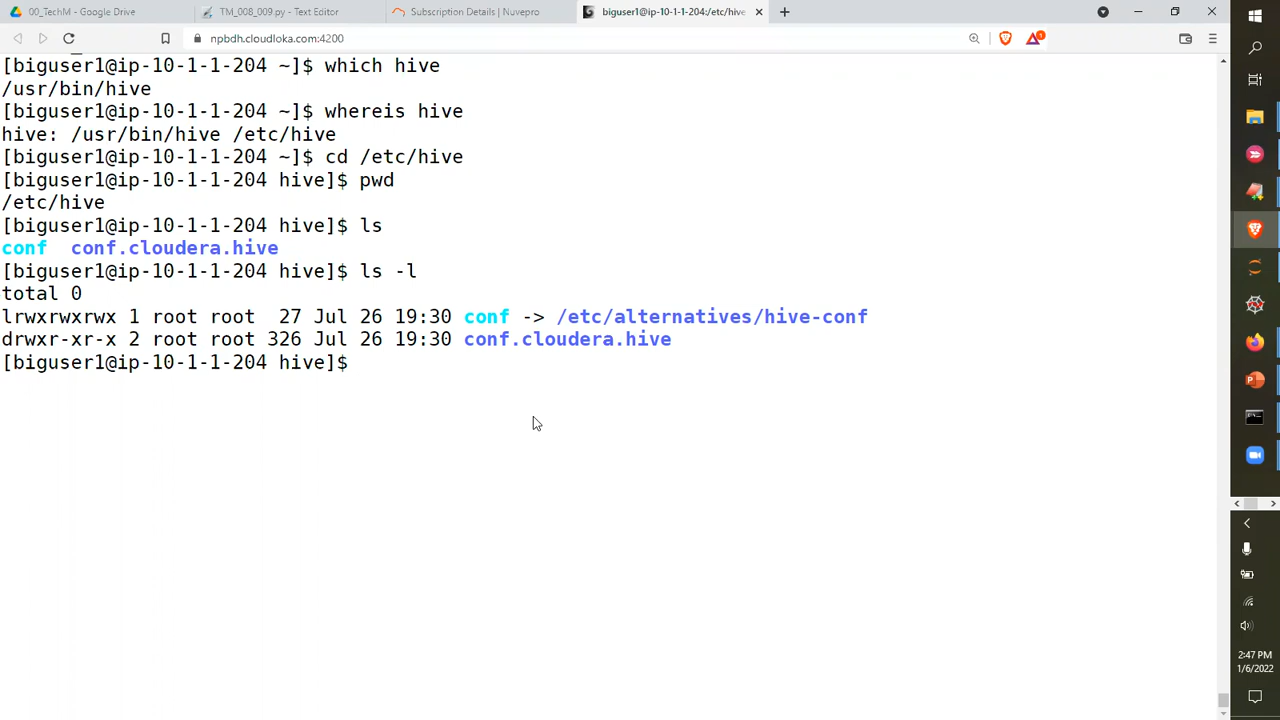 00_TechM - Google Drive
TM_008_009.py - Text Editor
Subscription Details | Nuvepro
biguser1@ip-10-1-1-204:/etc/hive
npbdh.cloudloka.com:4200
[biguser1@ip-10-1-1-204 ~]$ which hive
/usr/bin/hive
[biguser1@ip-10-1-1-204 ~]$ whereis hive
hive: /usr/bin/hive /etc/hive
[biguser1@ip-10-1-1-204 ~]$ cd /etc/hive
[biguser1@ip-10-1-1-204 hive]$ pwd
/etc/hive
[biguser1@ip-10-1-1-204 hive]$ ls
conf  conf.cloudera.hive
[biguser1@ip-10-1-1-204 hive]$ ls -l
total 0
lrwxrwxrwx 1 root root  27 Jul 26 19:30 conf -> /etc/alternatives/hive-conf
drwxr-xr-x 2 root root 326 Jul 26 19:30 conf.cloudera.hive
[biguser1@ip-10-1-1-204 hive]$
2:47 PM
1/6/2022